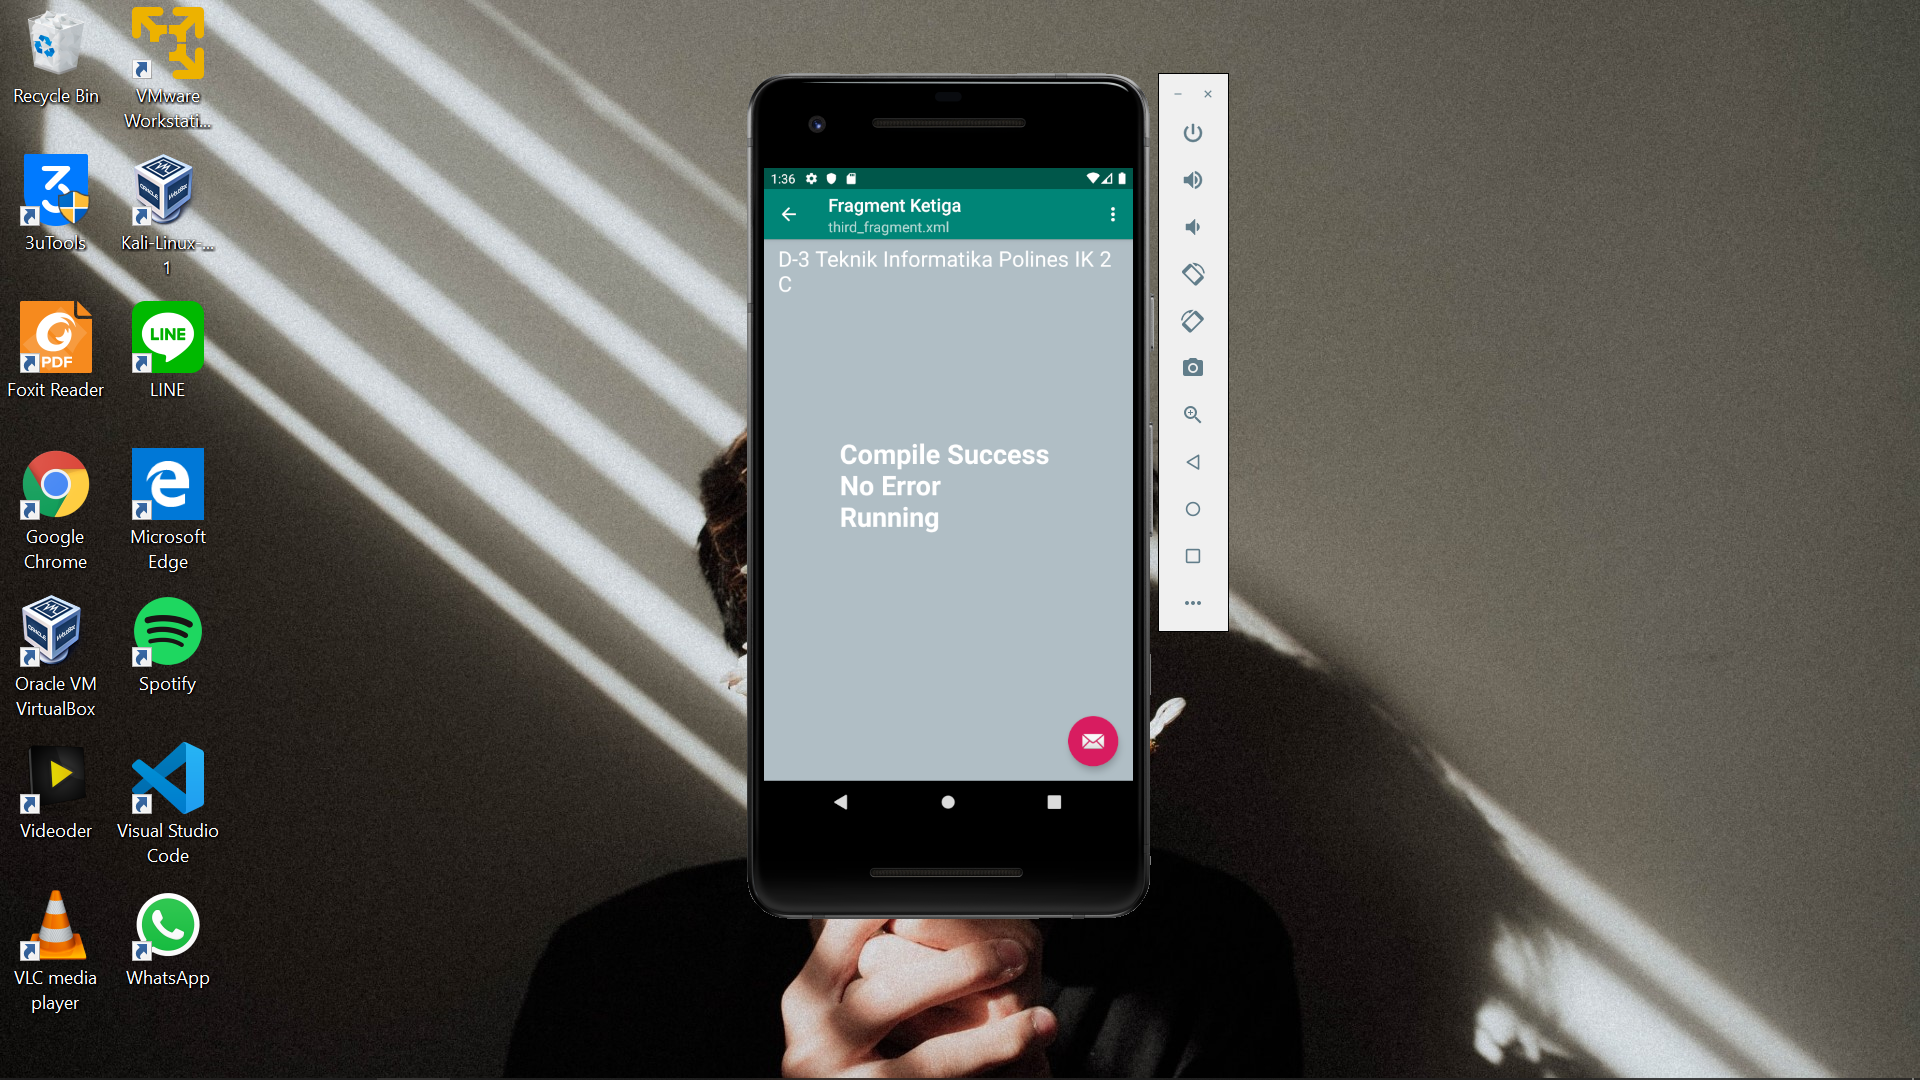 Recycle Bin
VMware
Workstati...
3uTools
Kali-Linux-...
1
PDF
Foxit Reader
LINE
LINE
Google
Chrome
Microsoft
Edge
Oracle VM
VirtualBox
Spotify
Videoder
Visual Studio
Code
VLC media
player
WhatsApp
1:36
Fragment Ketiga
third_fragment.xml
D-3 Teknik Informatika Polines IK 2
C
Compile Success
No Error
Running